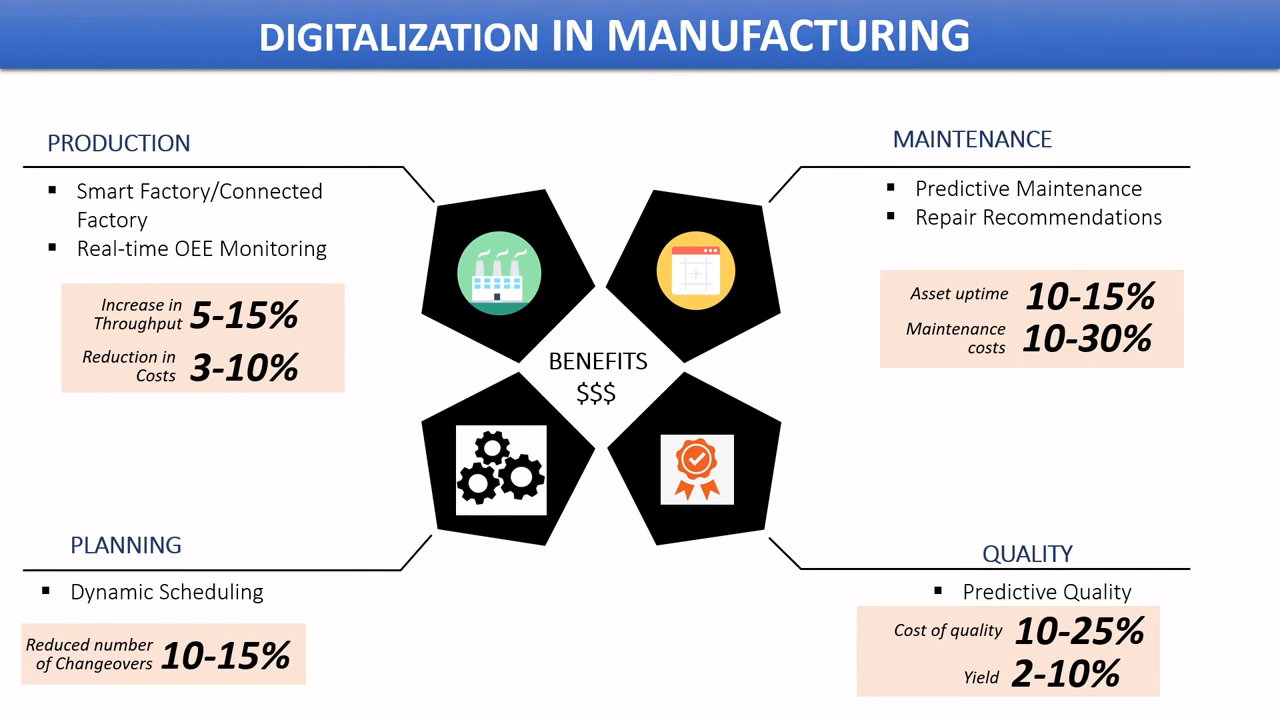 DIGITALIZATION IN MANUFACTURING
PRODUCTION
▪ Smart Factory/Connected
Factory
▪ Real-time OEE Monitoring
Increase in
Throughput 5-15%
Reduction in
Costs 3-10%
MAINTENANCE
▪ Predictive Maintenance
▪ Repair Recommendations
Asset uptime 10-15%
Maintenance
costs 10-30%
BENEFITS
$$$
PLANNING
▪ Dynamic Scheduling
Reduced number
of Changeovers 10-15%
QUALITY
▪ Predictive Quality
Cost of quality 10-25%
Yield 2-10%